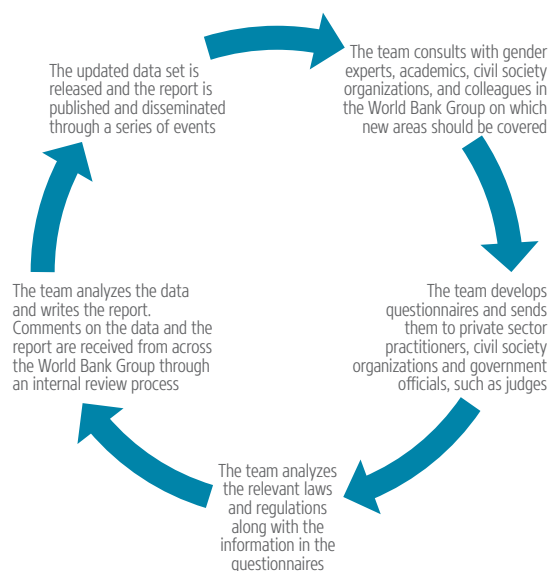 The team consults with gender
experts, academics, civil society
organizations, and colleagues in
the World Bank Group on which
new areas should be covered
The team develops
questionnaires and sends
them to private sector
practitioners, civil society
organizations and government
officials, such as judges
The team analyzes
the relevant laws
and regulations
along with the
information in the
questionnaires
The team analyzes the data
and writes the report.
Comments on the data and the
report are received from across
the World Bank Group through
an internal review process
The updated data set is
released and the report is
published and disseminated
through a series of events